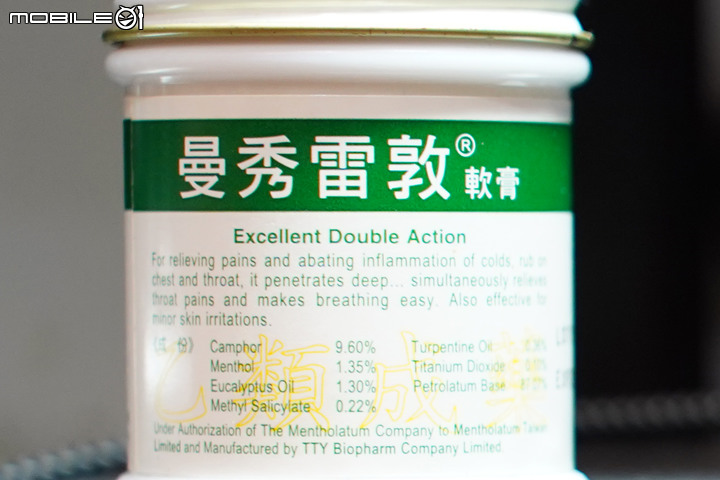 MOBILE01
曼秀雷敦® 軟膏
Excellent Double Action
For relieving pains and abating inflammation of colds, rub on
chest and throat, it penetrates deep... simultaneously relieves
throat pains and makes breathing easy. Also effective for
minor skin irritations.
《成份》 Camphor 9.60% Turpentine Oil
Menthol 1.35% Titanium Dioxide
Eucalyptus Oil 1.30% Petrolatum Base
Methyl Salicylate 0.22%
乙類成藥
Under Authorization of The Mentholatum Company to Mentholatum Taiwan
Limited and Manufactured by TTY Biopharm Company Limited.